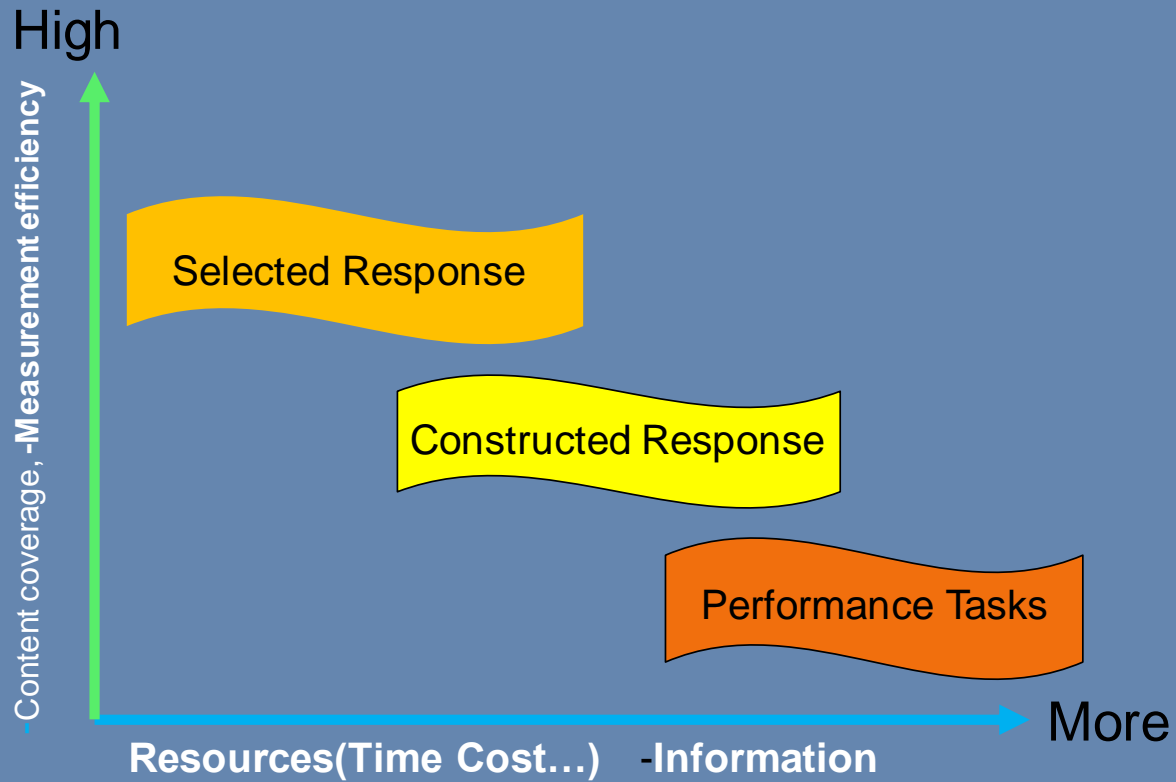 High
-Content coverage, -Measurement efficiency
Selected Response
Constructed Response
Performance Tasks
More
Resources(Time Cost…) -Information